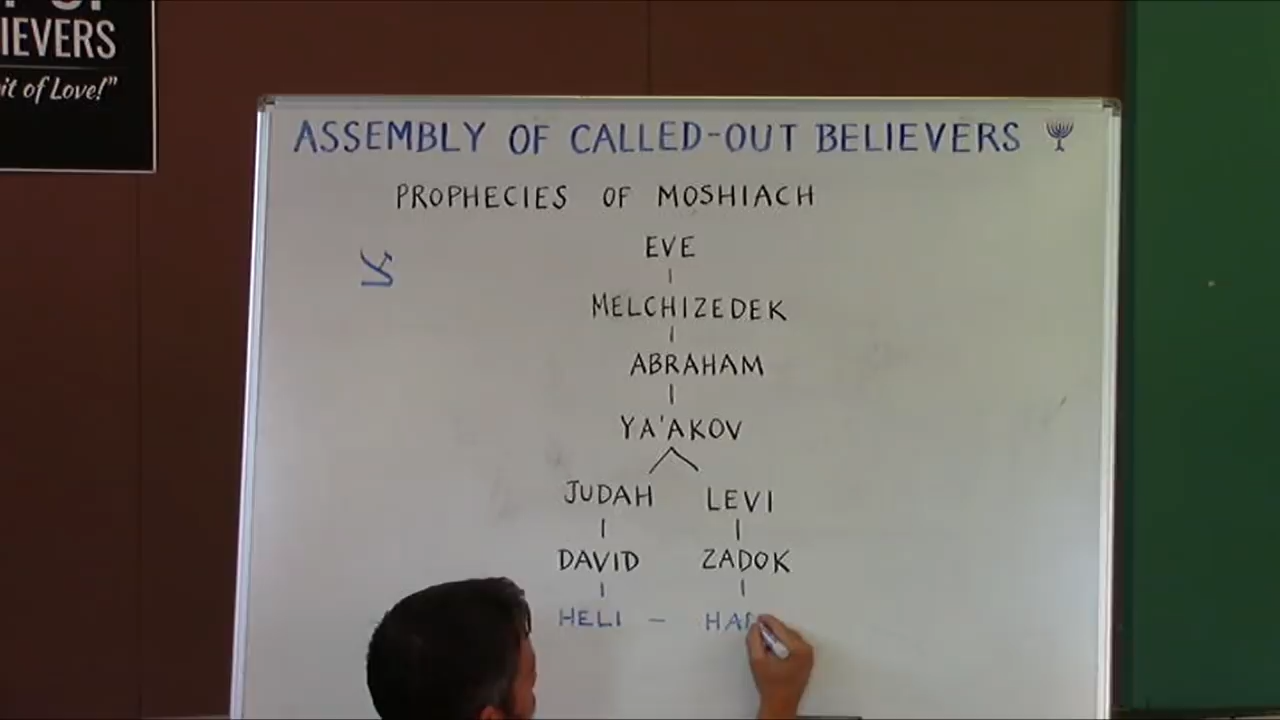 IEVERS
it of Love!"
ASSEMBLY OF CALLED-OUT BELIEVERS
PROPHECIES OF MOSHIACH
צ
EVE
MELCHIZEDEK
ABRAHAM
YA'AKOV
JUDAH LEVI
DAVID ZADOK
HELI - HA